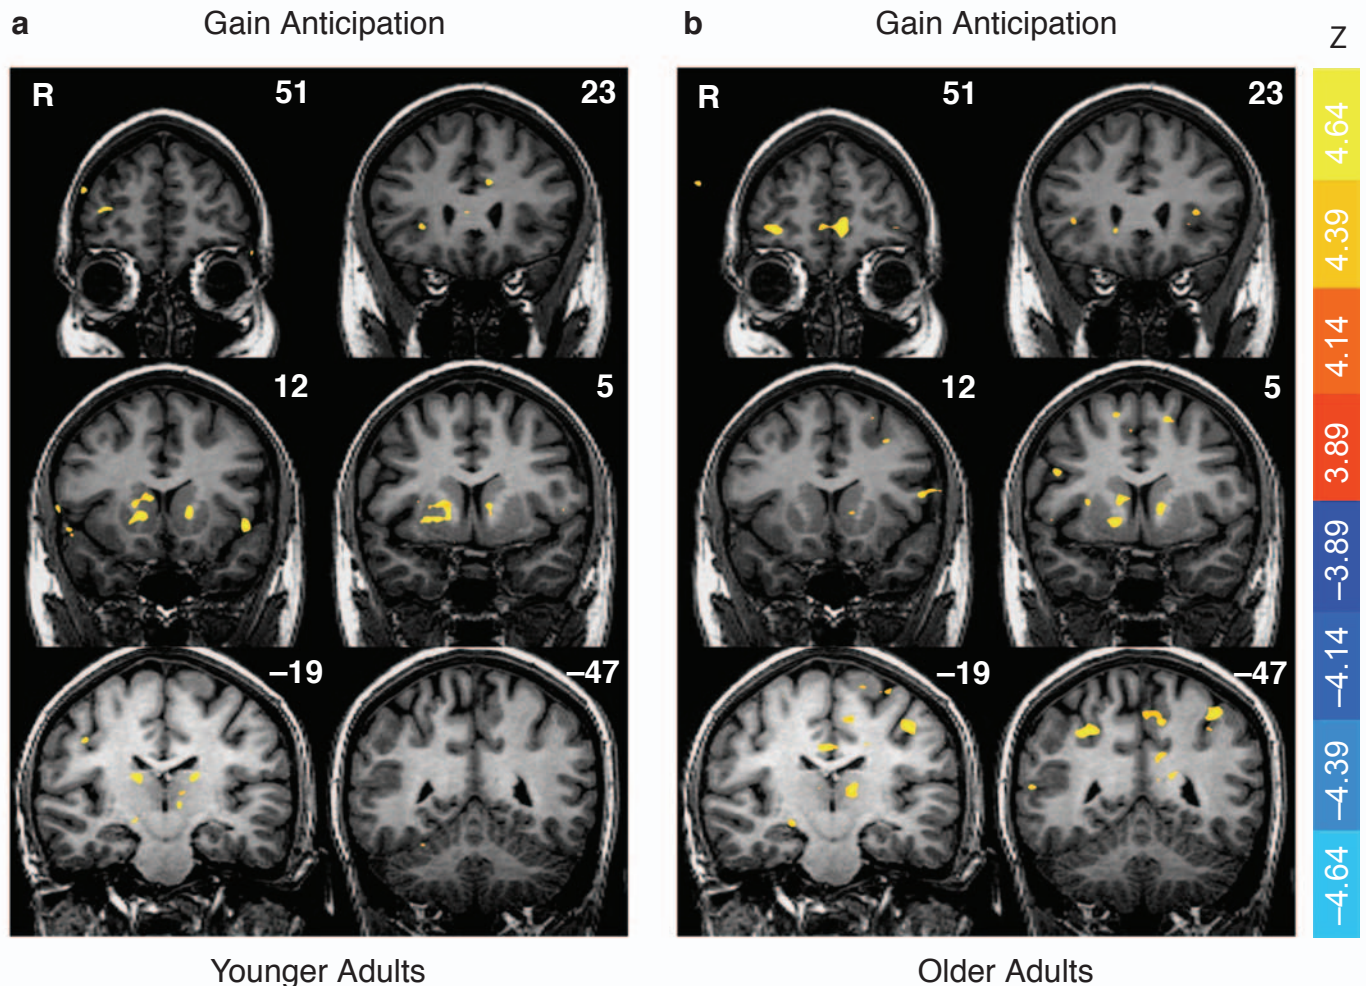 a Gain Anticipation
b Gain Anticipation
Z
R 51 23
12 5
–19 –47
R 51 23
12 5
–19 –47
4.64
4.39
4.14
3.89
–3.89
–4.14
–4.39
–4.64
Younger Adults
Older Adults